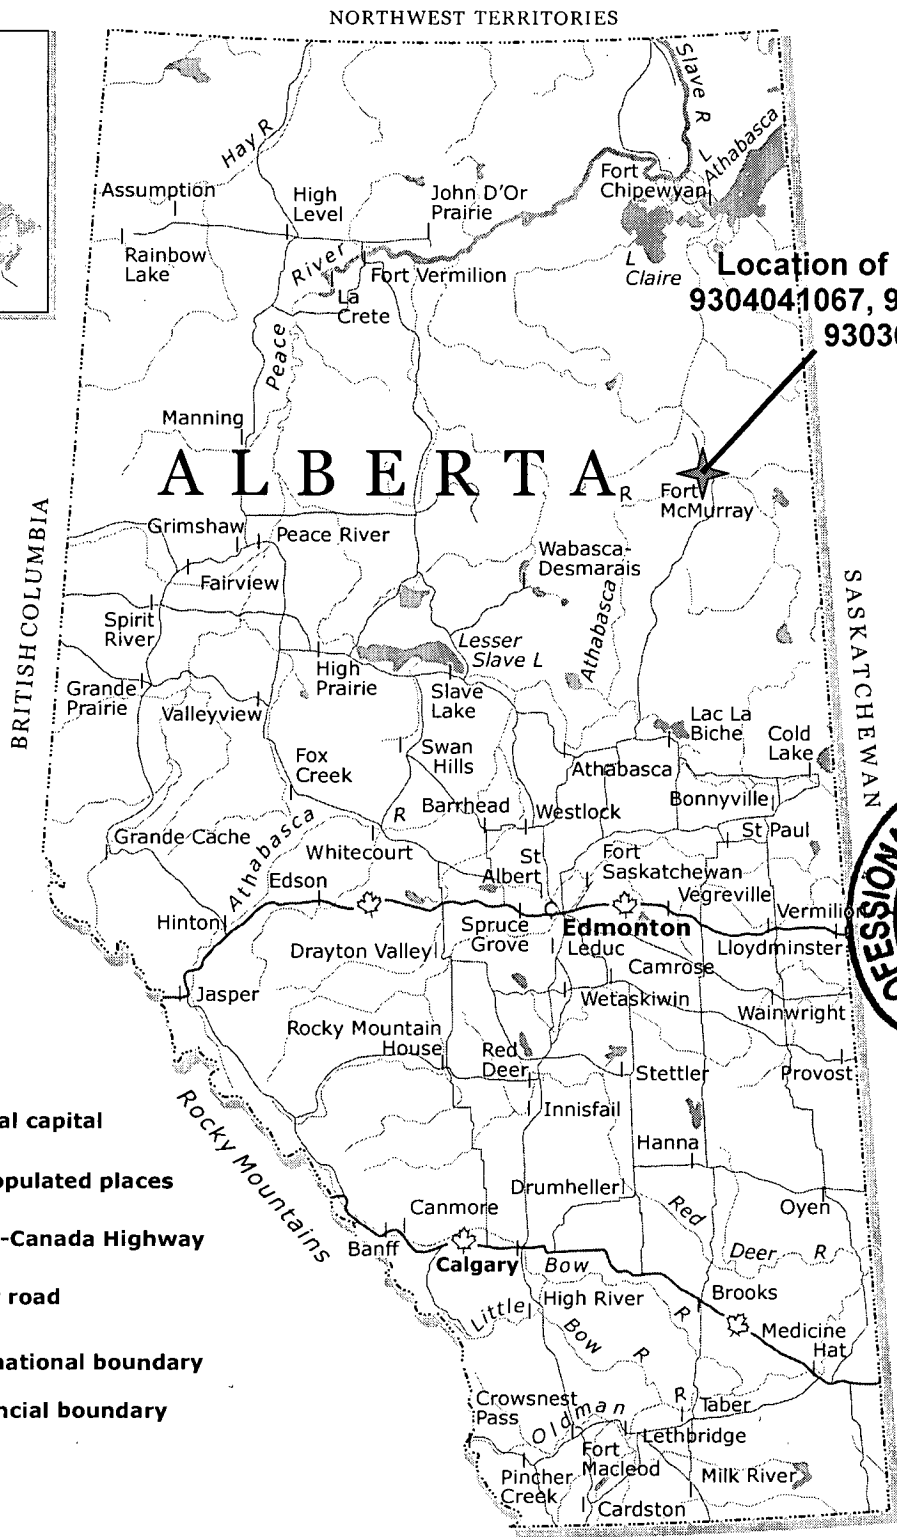 NORTHWEST TERRITORIES
Slave R
L Athabasca
Hay R
Fort
Chipewyan
Assumption
High
Level
John D'Or
Prairie
Rainbow
Lake
River
Fort Vermilion
L
Claire
Location of
9304041067, 9
9303
La
Crete
Peace
Manning
ALBERTA
R
Fort
McMurray
BRITISH COLUMBIA
Grimshaw
Peace River
Wabasca-
Desmarais
Fairview
SASKATCHEWAN
Spirit
River
Athabasca
Lesser
Slave L
High
Prairie
Grande
Prairie
Valleyview
Slave
Lake
Lac La
Biche
Cold
Lake
Fox
Creek
Swan
Hills
Athabasca
Barrhead
R
Westlock
Bonnyville
Grande Cache
Athabasca
St Paul
Whitecourt
St
Albert
Fort
Saskatchewan
Edson
Vegreville
Hinton
Spruce
Grove
Edmonton
Vermilion
Drayton Valley
Leduc
Lloydminster
OFESSIONA
Camrose
Jasper
Wetaskiwin
Wainwright
Rocky Mountain
House
Red
Deer
Stettler
Provost
al capital
Innisfail
Rocky Mountains
Hanna
opulated places
Drumheller
Canmore
Red
Oyen
-Canada Highway
Banff
Deer R
Calgary
Bow
road
Brooks
Little
High River
R
Bow
R
Medicine
Hat
national boundary
Crowsnest
Pass
R
Taber
ncial boundary
Oldman
Lethbridge
Fort
Macleod
Pincher
Creek
Milk River
Cardston